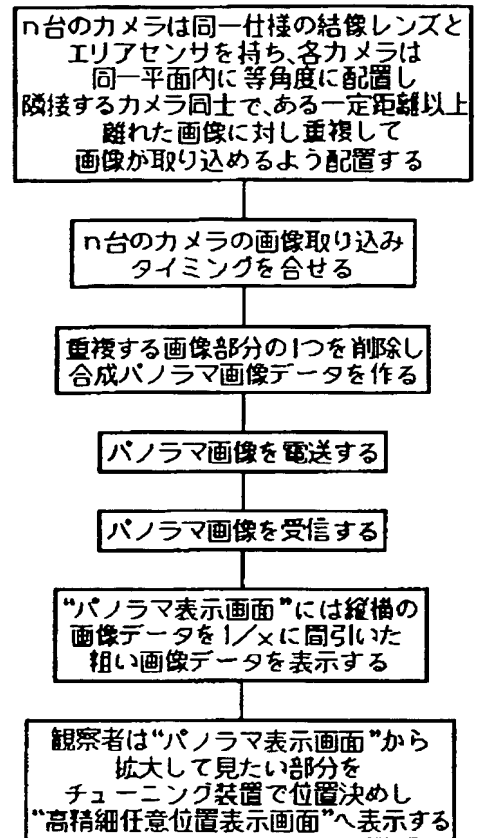 n台のカメラは同一仕様の結像レンズと
エリアセンサを持ち、各カメラは
同一平面内に等角度に配置し
隣接するカメラ同士で、ある一定距離以上
離れた画像に対し重複して
画像が取り込めるよう配置する
n台のカメラの画像取り込み
タイミングを合せる
重複する画像部分の1つを削除し
合成パノラマ画像データを作る
パノラマ画像を電送する
パノラマ画像を受信する
“パノラマ表示画面”には縦横の
画像データを1/xに間引いた
粗い画像データを表示する
観察者は“パノラマ表示画面”から
拡大して見たい部分を
チューニング装置で位置決めし
“高精細任意位置表示画面”へ表示する